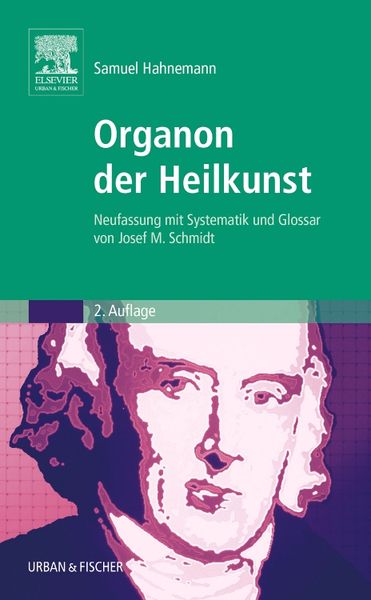 ELSEVIER
URBAN & FISCHER
Samuel Hahnemann
Organon
der Heilkunst
Neufassung mit Systematik und Glossar
von Josef M. Schmidt
2. Auflage
URBAN & FISCHER